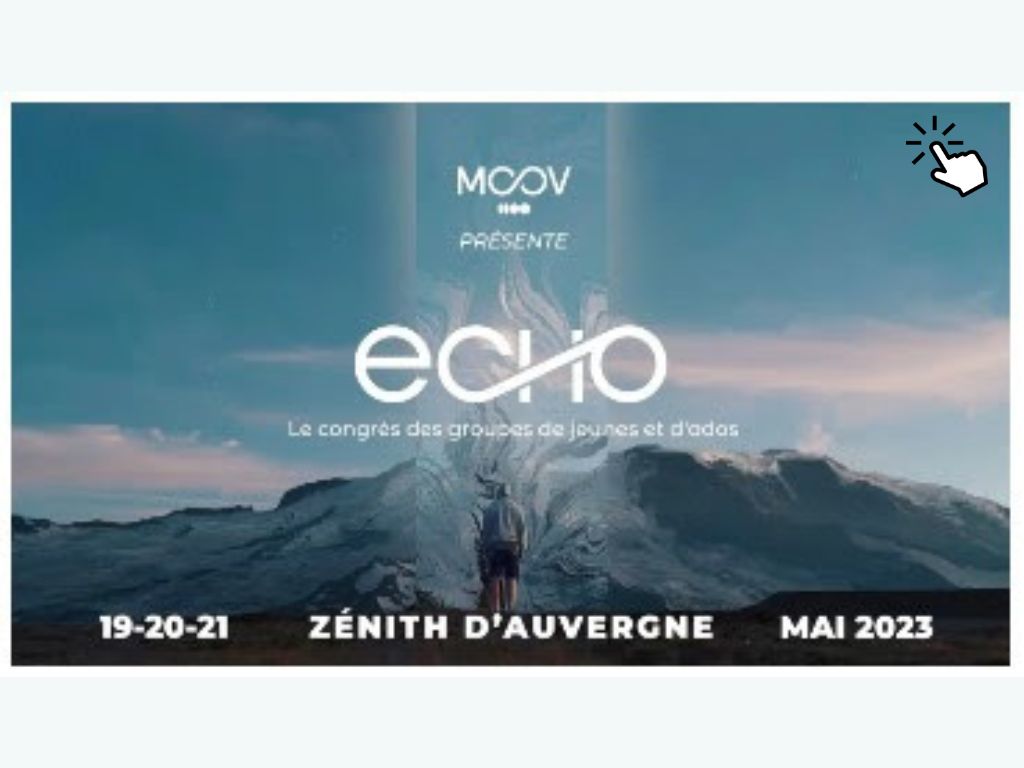 MOOV
PRÉSENTE
eCHO
Le congrès des groupes de jeunes et d'ados
19-20-21 ZÉNITH D'AUVERGNE MAI 2023